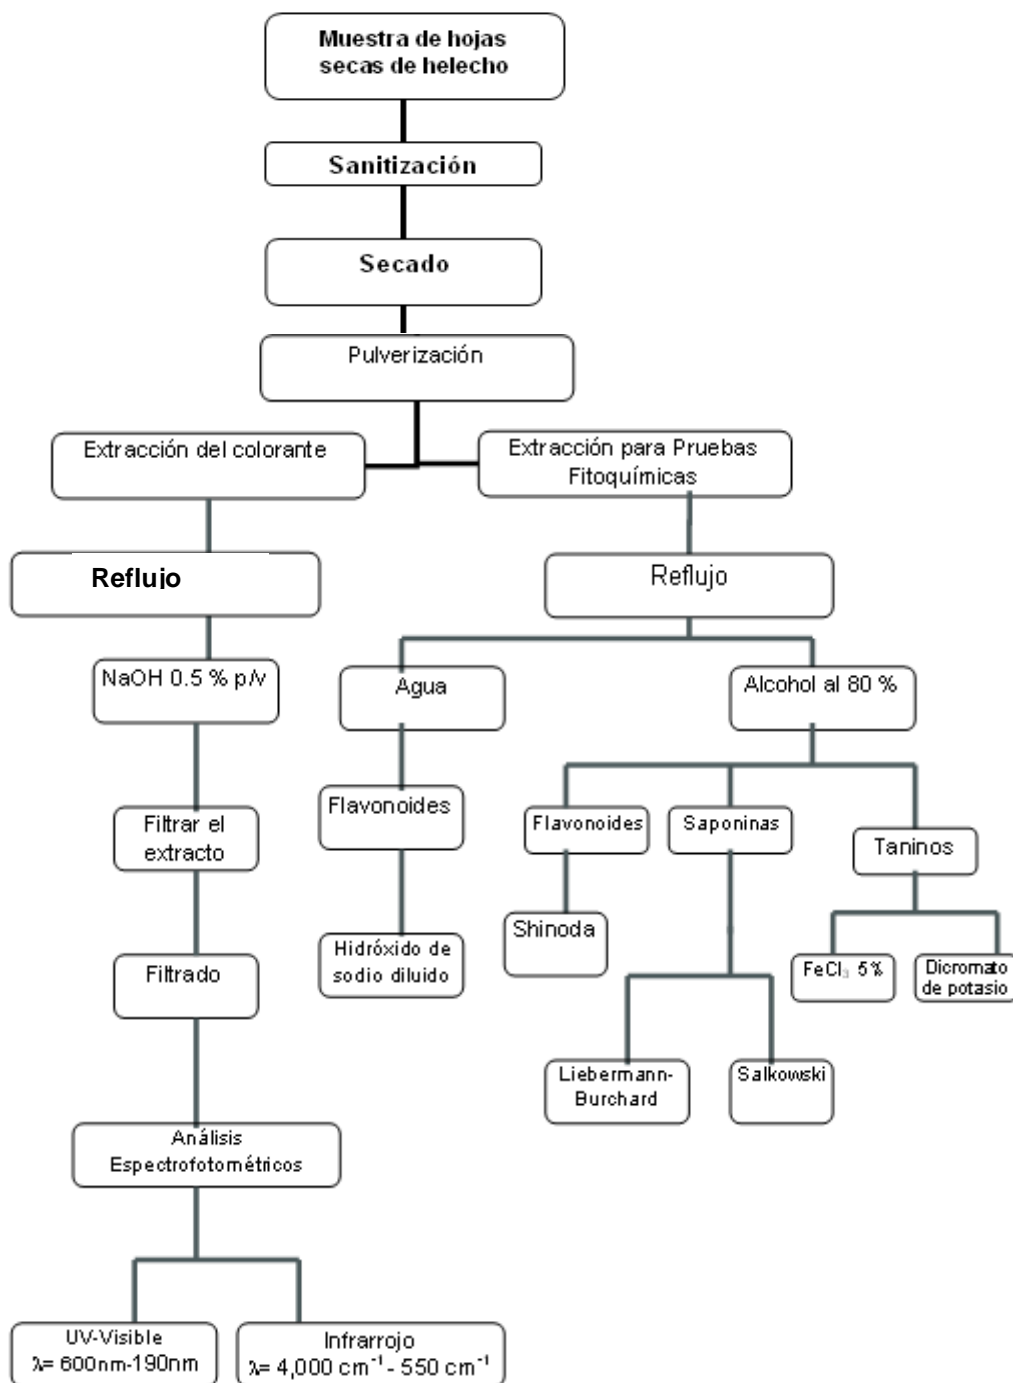 Muestra de hojas
secas de helecho
Sanitización
Secado
Pulverización
Extracción del colorante
Extracción para Pruebas
Fitoquímicas
Reflujo
Reflujo
NaOH 0.5 % p/v
Agua
Alcohol al 80 %
Filtrar el
extracto
Flavonoides
Flavonoides
Saponinas
Taninos
Filtrado
Hidróxido de
sodio diluido
Shinoda
FeCl₃ 5%
Dicromato
de potasio
Liebermann-
Burchard
Salkowski
Análisis
Espectrofotométricos
UV-Visible
λ= 600nm-190nm
Infrarrojo
λ= 4,000 cm⁻¹ - 550 cm⁻¹